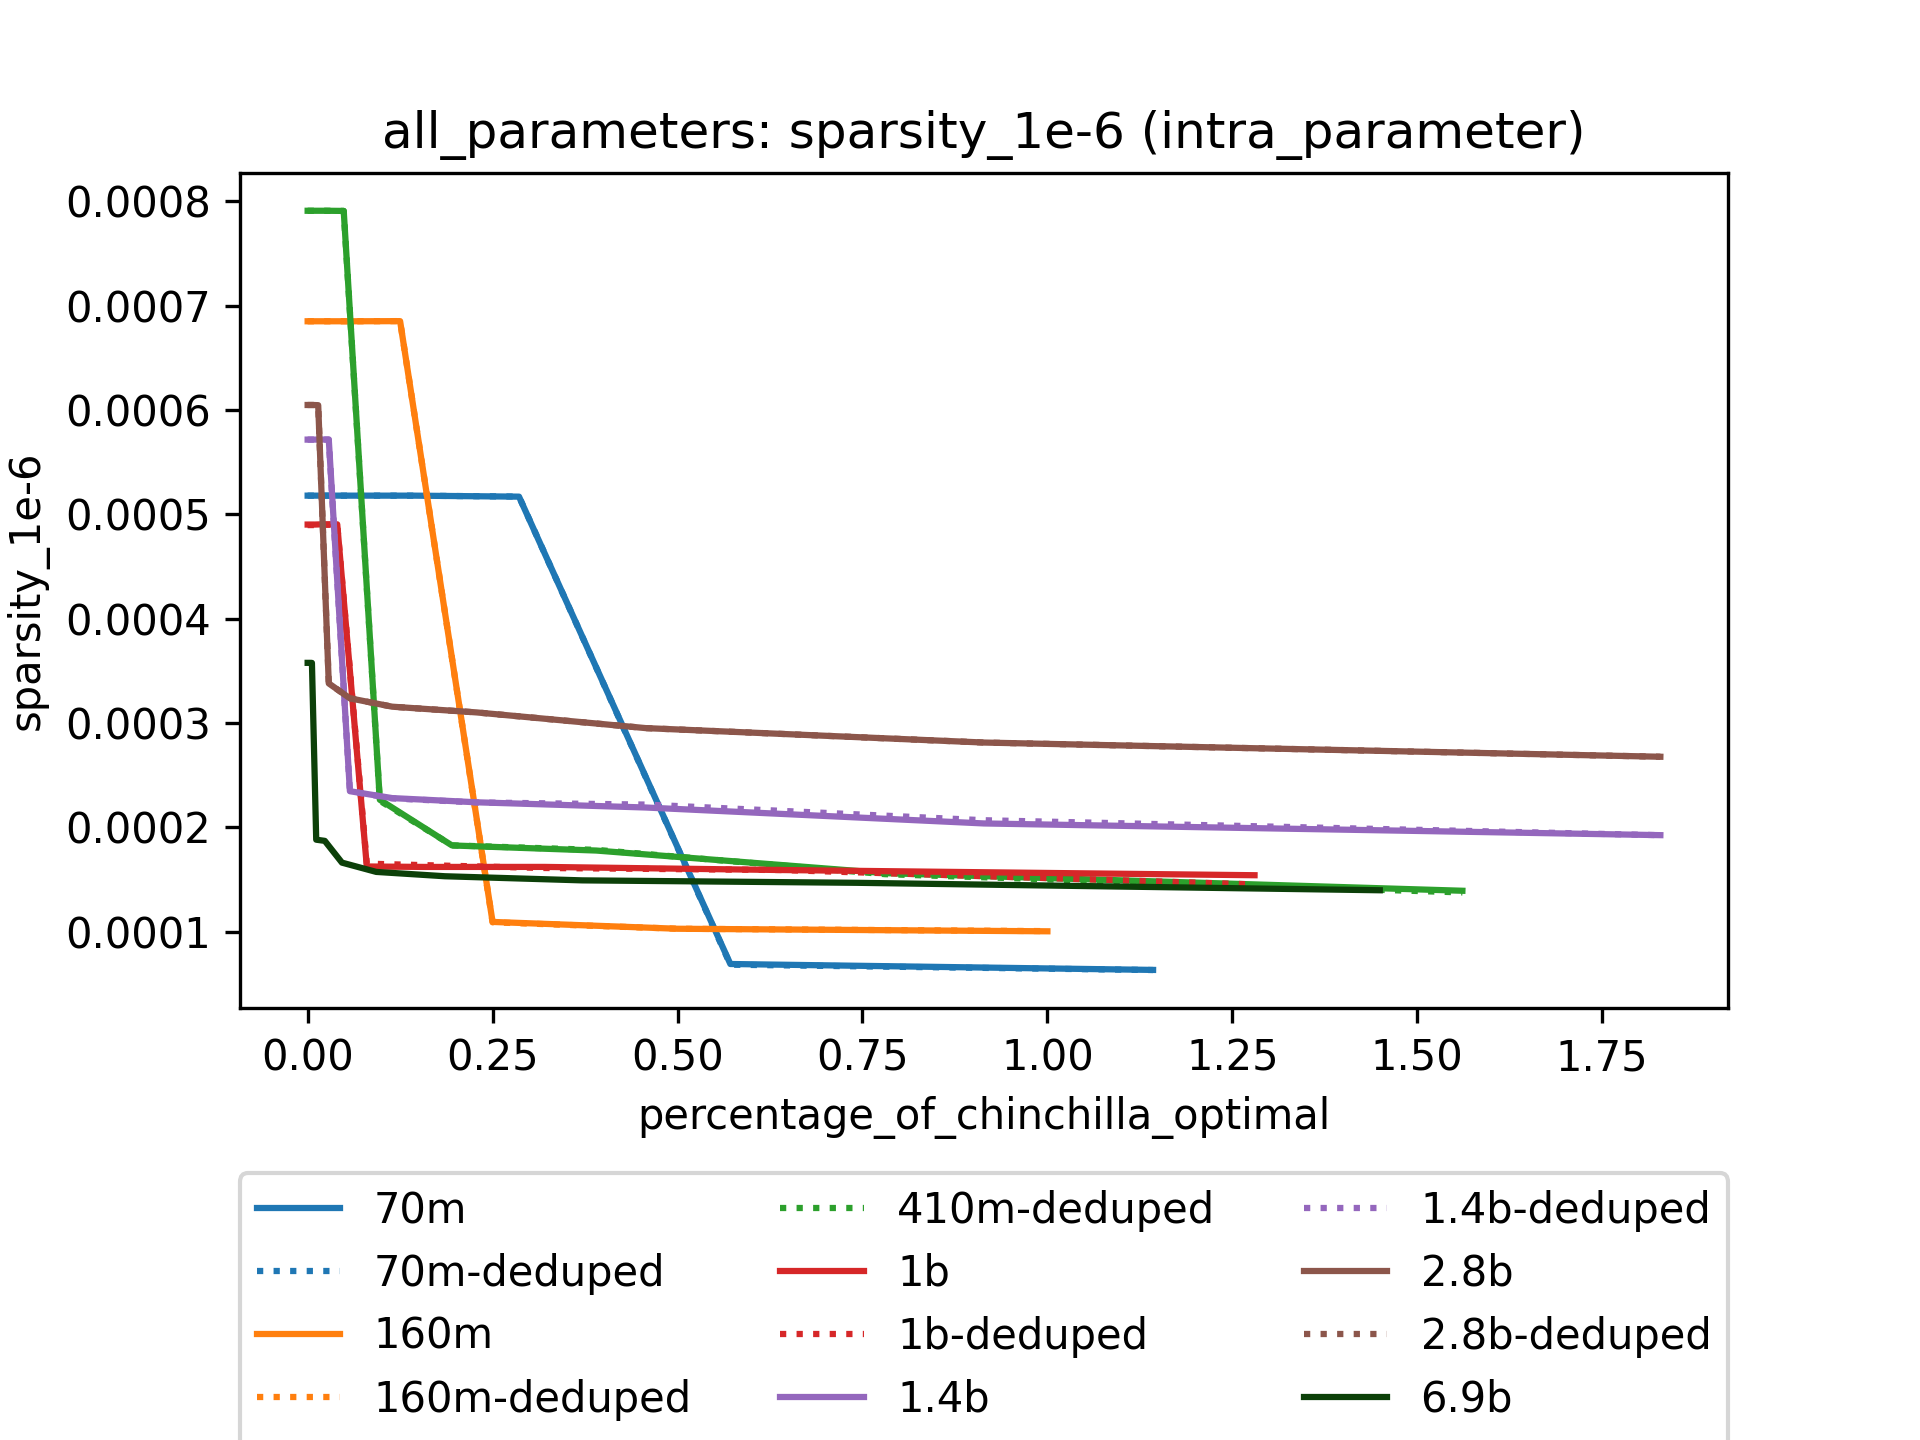 all_parameters: sparsity_1e-6 (intra_parameter)
sparsity_1e-6
0.0008
0.0007
0.0006
0.0005
0.0004
0.0003
0.0002
0.0001
0.00 0.25 0.50 0.75 1.00 1.25 1.50 1.75
percentage_of_chinchilla_optimal
70m
70m-deduped
160m
160m-deduped
410m-deduped
1b
1b-deduped
1.4b
1.4b-deduped
2.8b
2.8b-deduped
6.9b